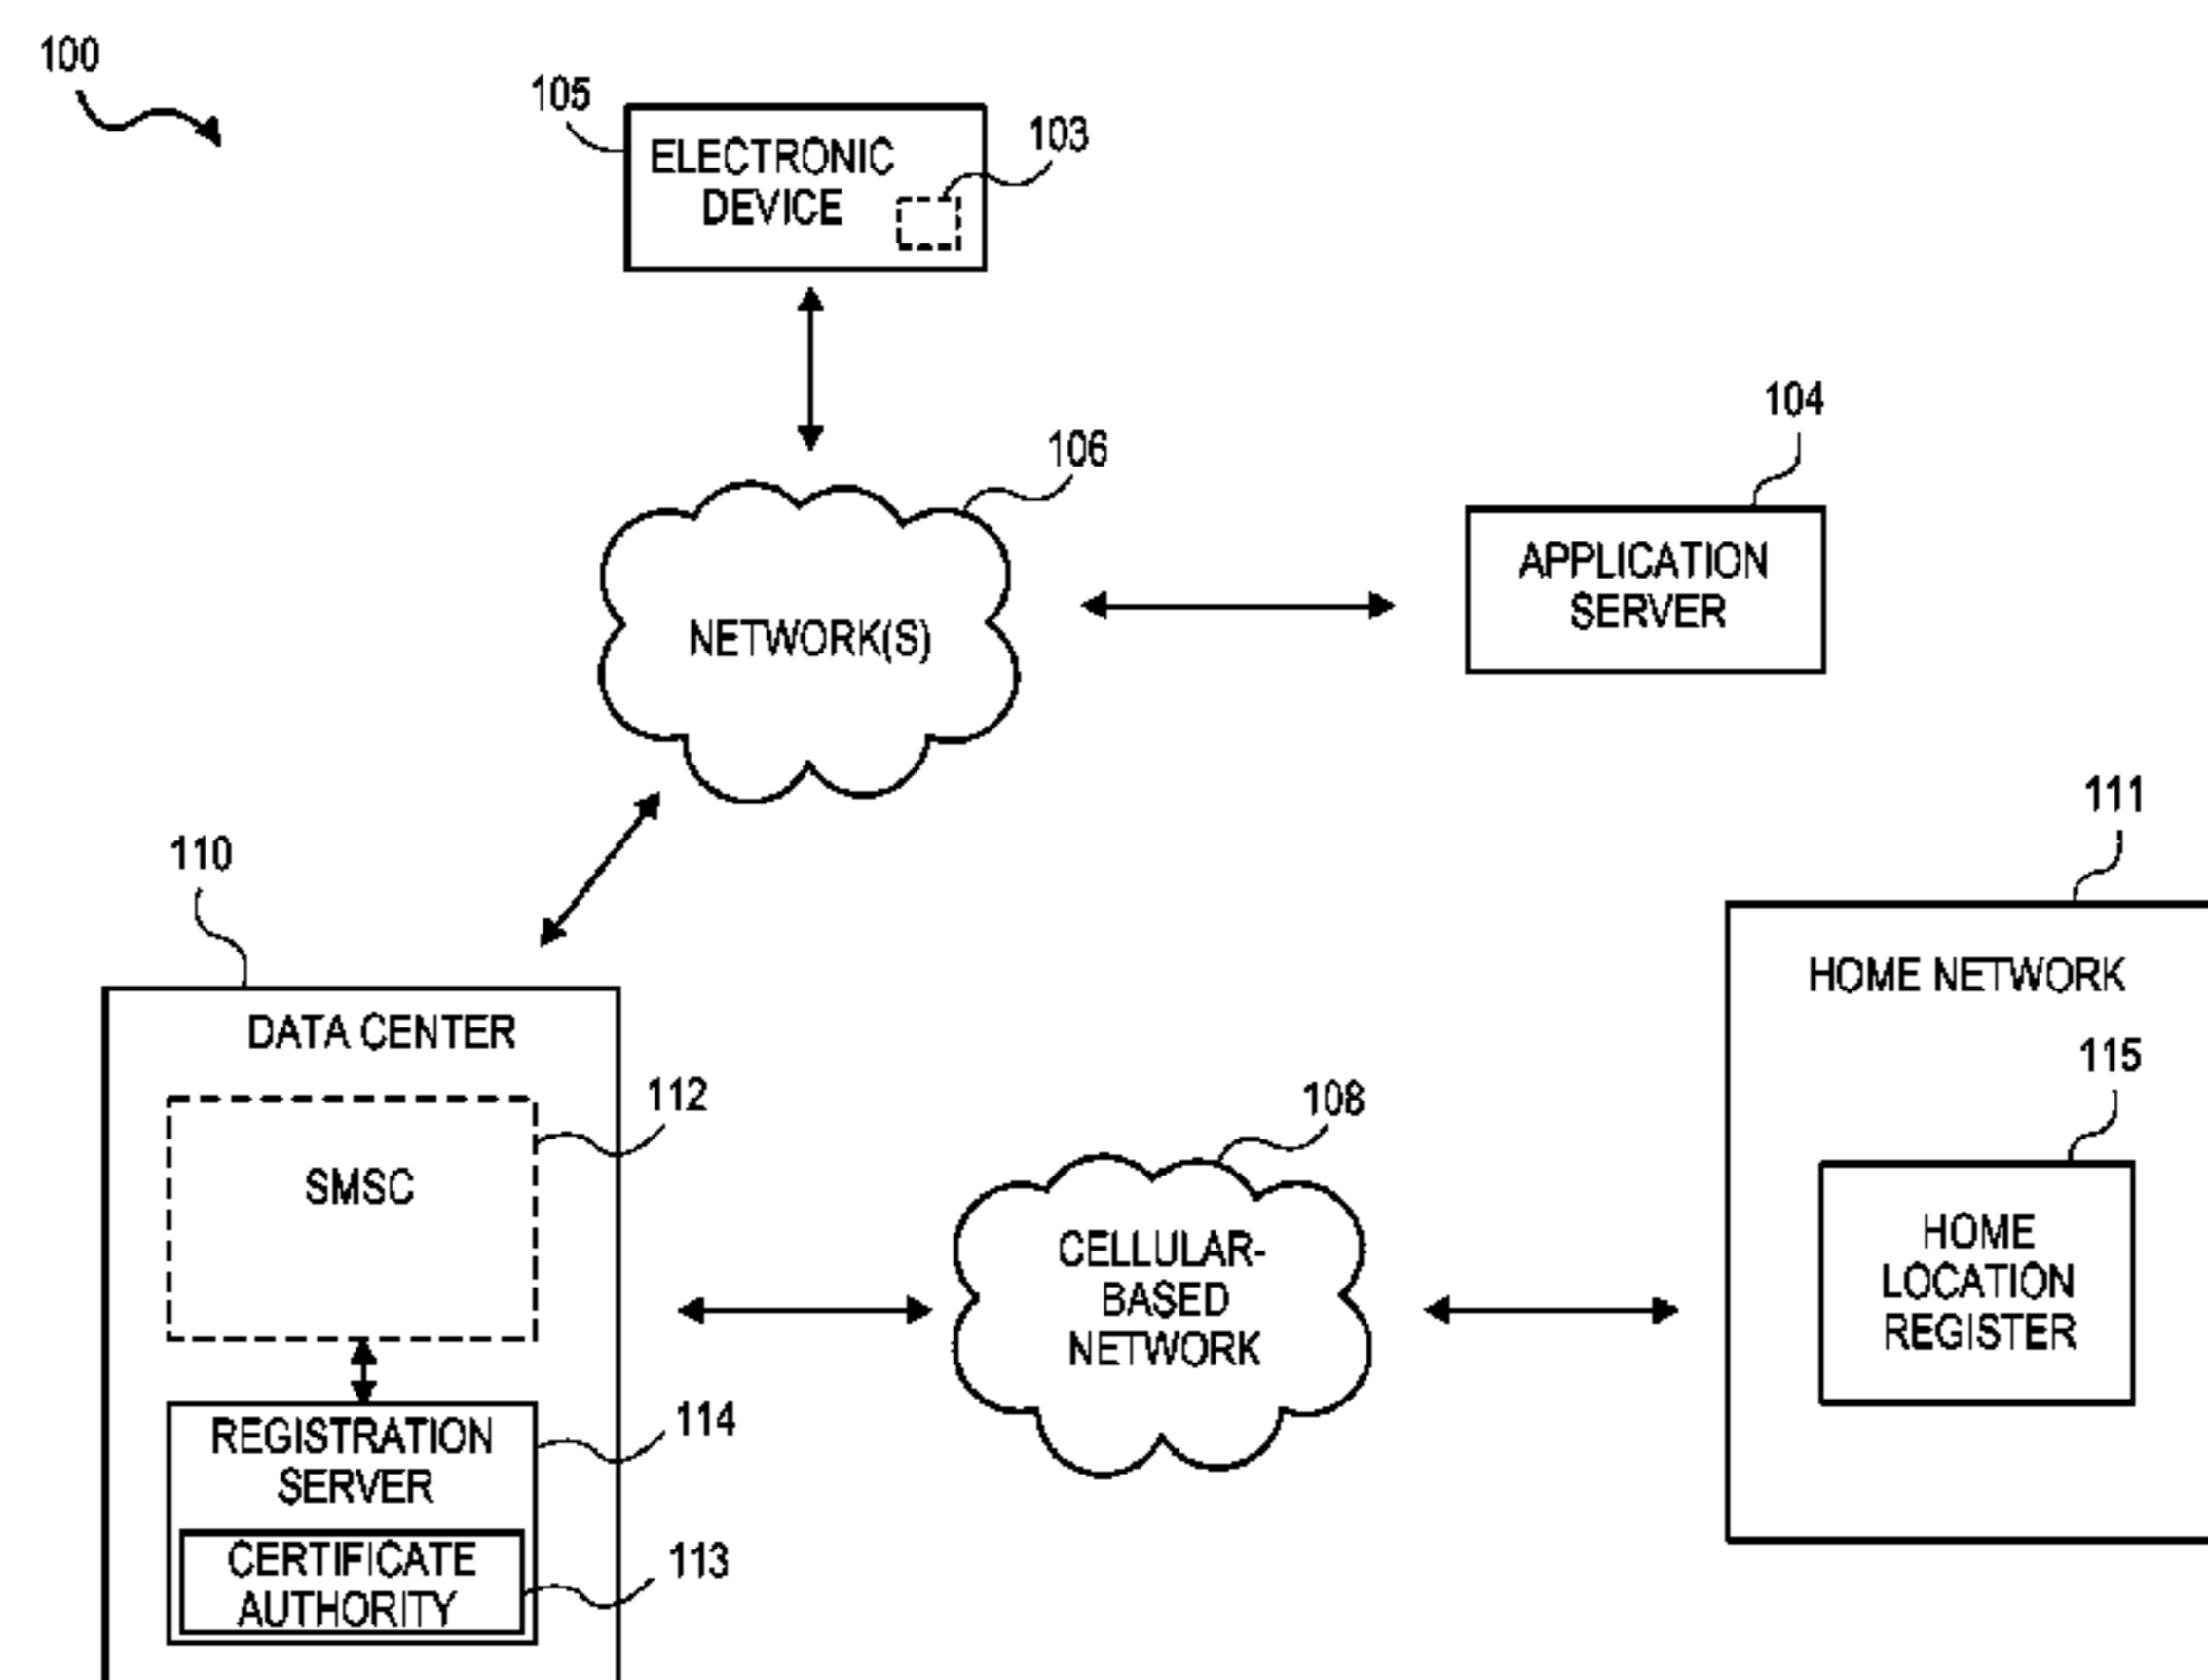 100
105
103
ELECTRONIC
DEVICE
106
104
NETWORK(S)
APPLICATION
SERVER
110
111
DATA CENTER
HOME NETWORK
112
SMSC
108
115
CELLULAR-
BASED
NETWORK
HOME
LOCATION
REGISTER
REGISTRATION
SERVER
114
CERTIFICATE
AUTHORITY
113